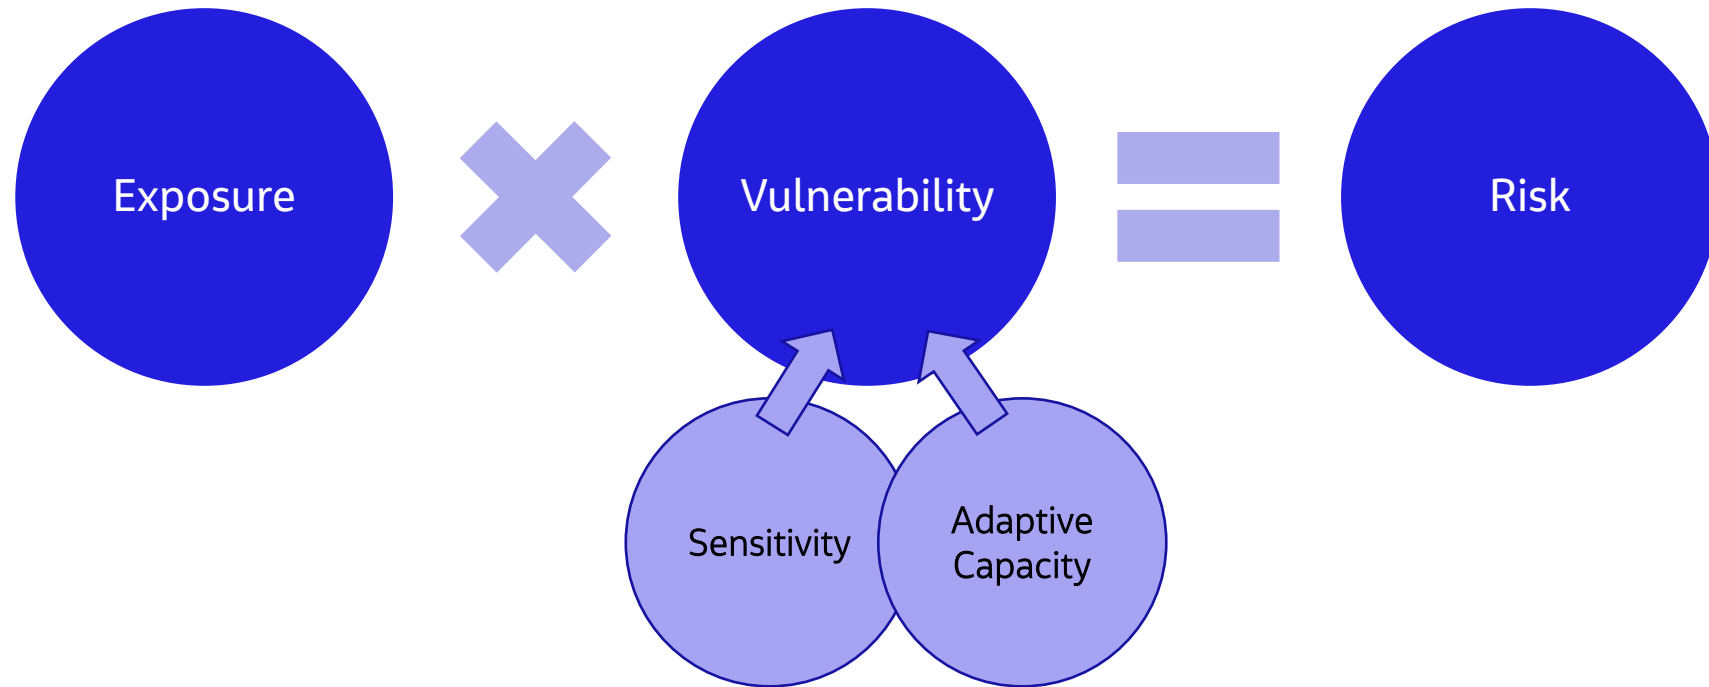 Exposure
Vulnerability
Risk
Sensitivity
Adaptive
Capacity